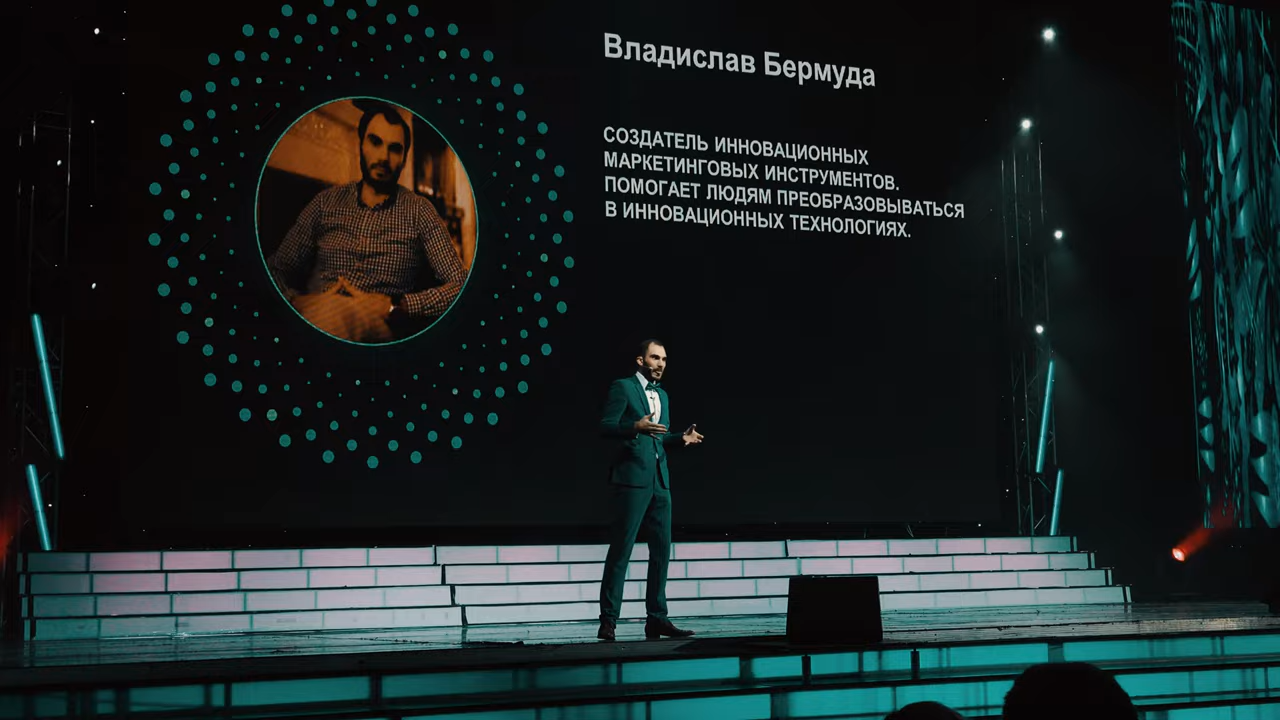 Владислав Бермуда
СОЗДАТЕЛЬ ИННОВАЦИОННЫХ
МАРКЕТИНГОВЫХ ИНСТРУМЕНТОВ.
ПОМОГАЕТ ЛЮДЯМ ПРЕОБРАЗОВЫВАТЬСЯ
В ИННОВАЦИОННЫХ ТЕХНОЛОГИЯХ.